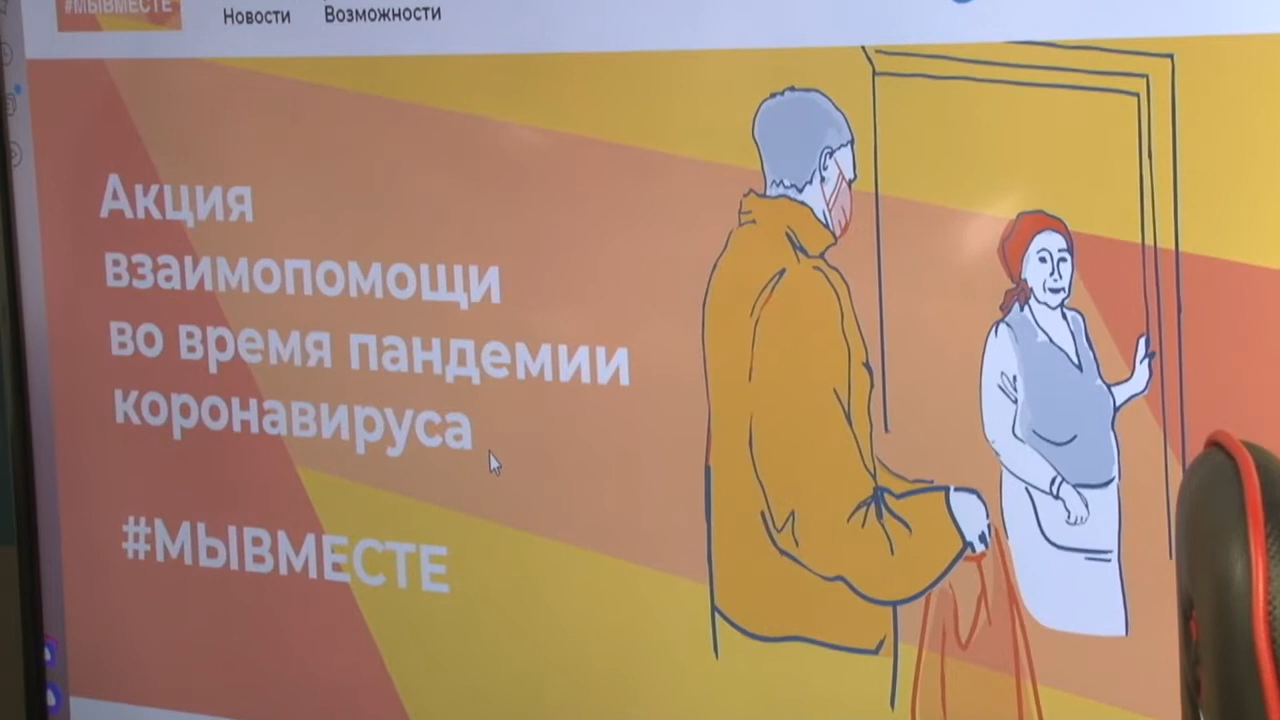 #МЫВМЕСТЕ
Новости Возможности
Акция
взаимопомощи
во время пандемии
коронавируса
#МЫВМЕСТЕ